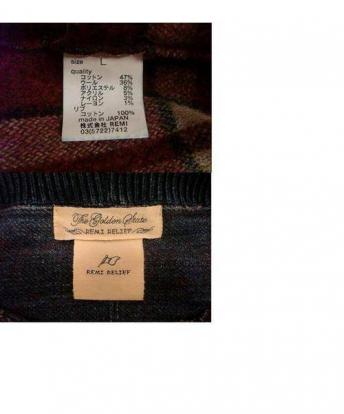 size L
quality
コットン 47%
ウール 36%
ポリエステル 8%
アクリル 5%
ナイロン 3%
レーヨン 1%
リブ
コットン 100%
made in JAPAN
株式会社 REMI
03(5722)7412
The Golden State
REMI RELIEF
REMI RELIEF